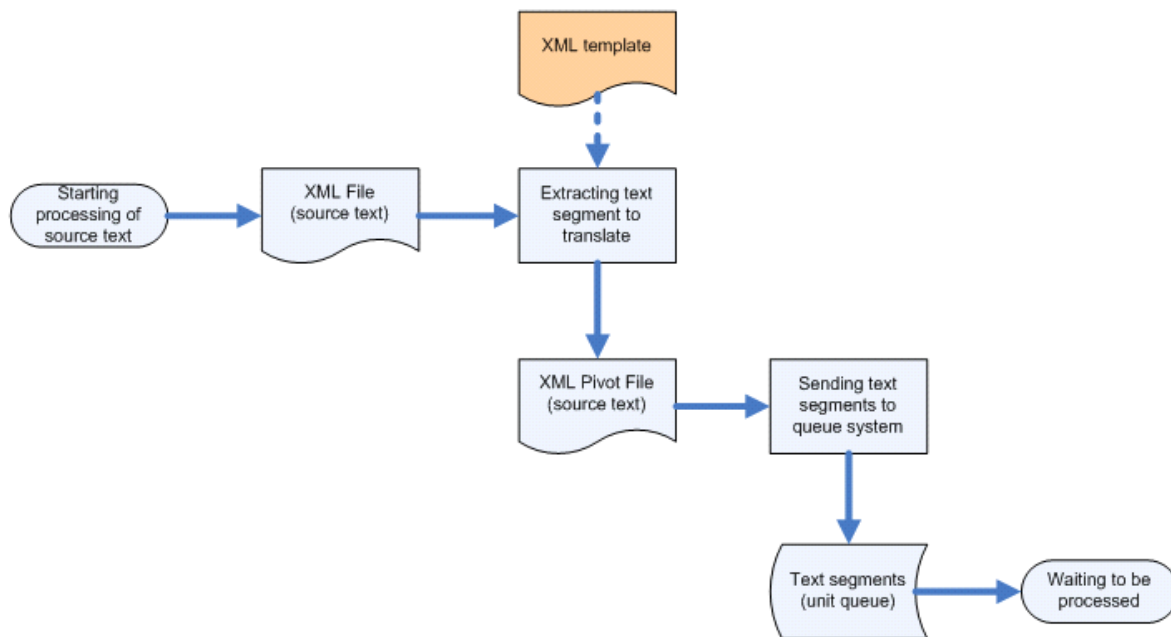 XML template
Starting
processing of
source text
XML File
(source text)
Extracting text
segment to
translate
XML Pivot File
(source text)
Sending text
segments to
queue system
Text segments
(unit queue)
Waiting to be
processed